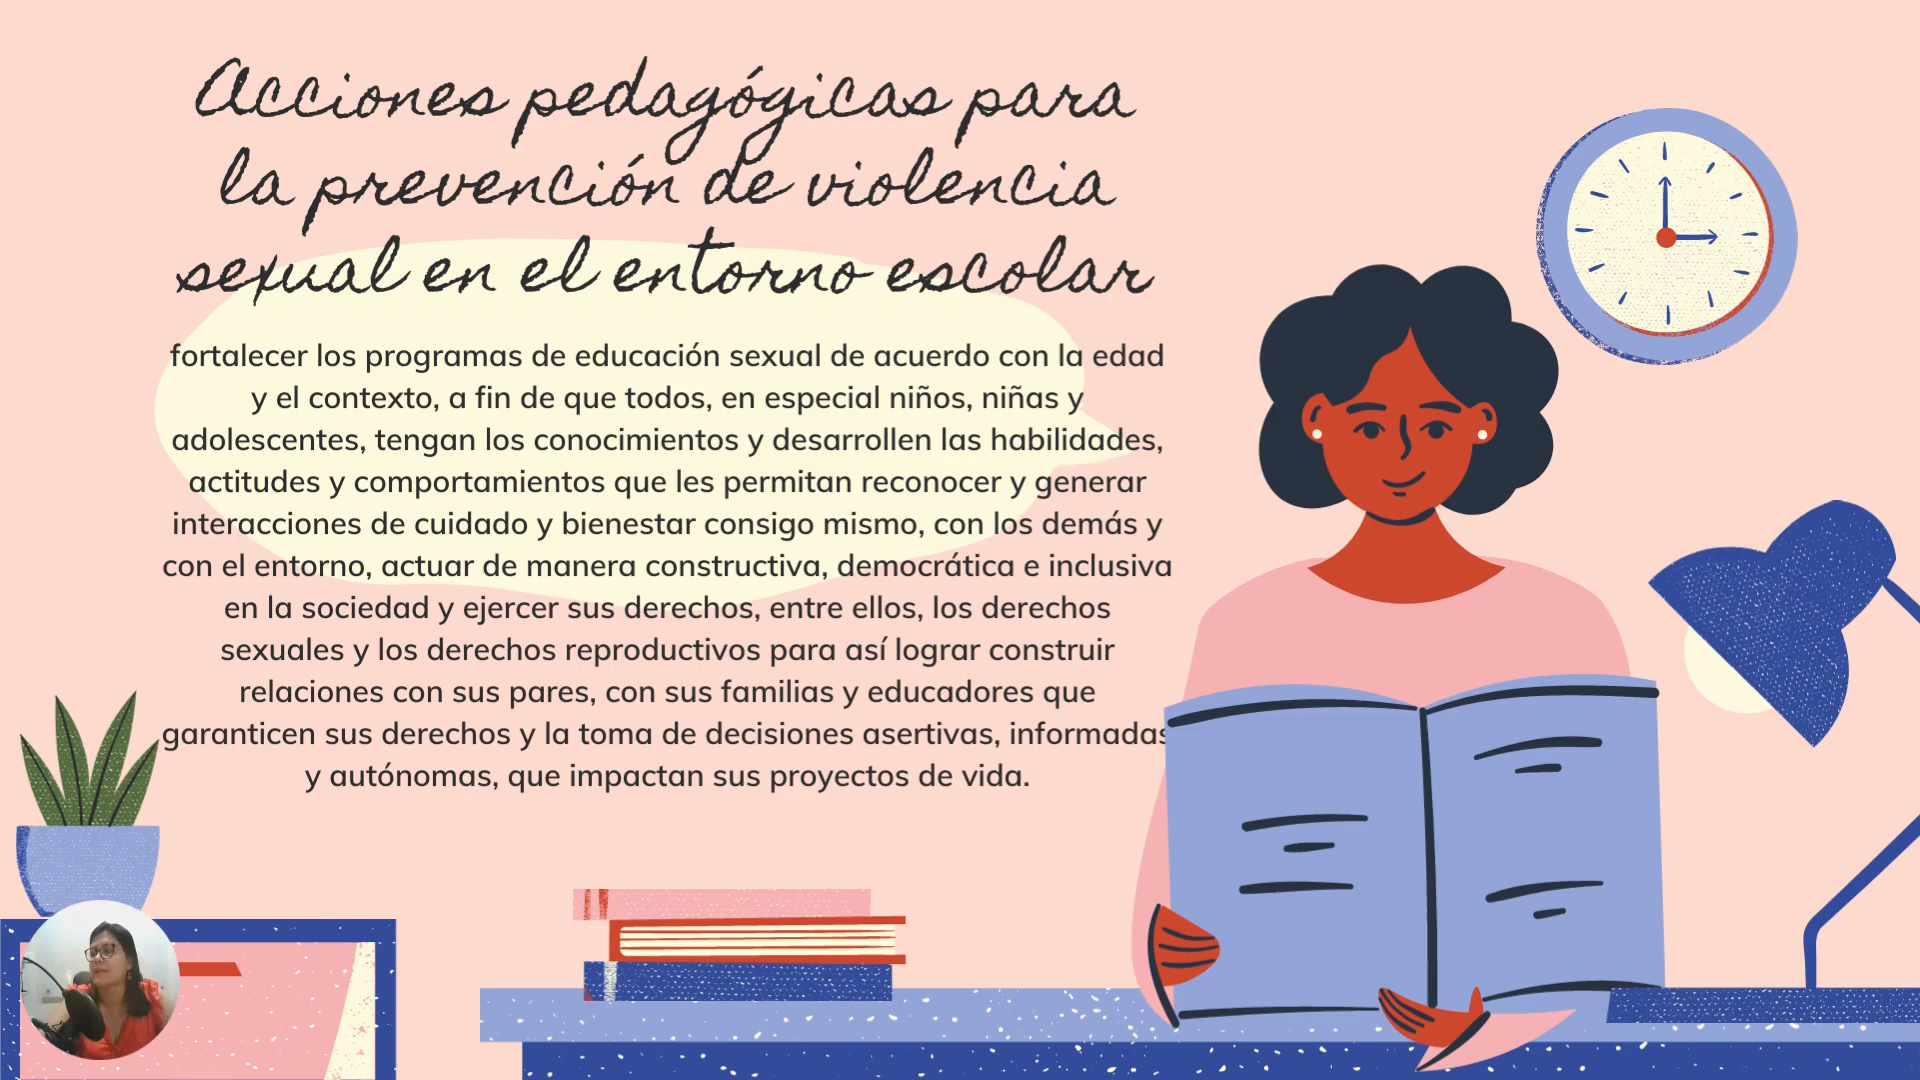 Acciones pedagógicas para
la prevención de violencia
sexual en el entorno escolar
fortalecer los programas de educación sexual de acuerdo con la edad
y el contexto, a fin de que todos, en especial niños, niñas y
adolescentes, tengan los conocimientos y desarrollen las habilidades,
actitudes y comportamientos que les permitan reconocer y generar
interacciones de cuidado y bienestar consigo mismo, con los demás y
con el entorno, actuar de manera constructiva, democrática e inclusiva
en la sociedad y ejercer sus derechos, entre ellos, los derechos
sexuales y los derechos reproductivos para así lograr construir
relaciones con sus pares, con sus familias y educadores que
garanticen sus derechos y la toma de decisiones asertivas, informadas
y autónomas, que impactan sus proyectos de vida.